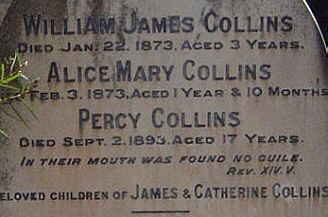 WILLIAM JAMES COLLINS
DIED JAN. 22. 1873, AGED 3 YEARS.
ALICE MARY COLLINS
FEB. 3. 1873, AGED 1 YEAR & 10 MONTHS
PERCY COLLINS
DIED SEPT. 2. 1893. AGED 17 YEARS.
IN THEIR MOUTH WAS FOUND NO GUILE.
REV. XIV. V.
BELOVED CHILDREN OF JAMES & CATHERINE COLLINS